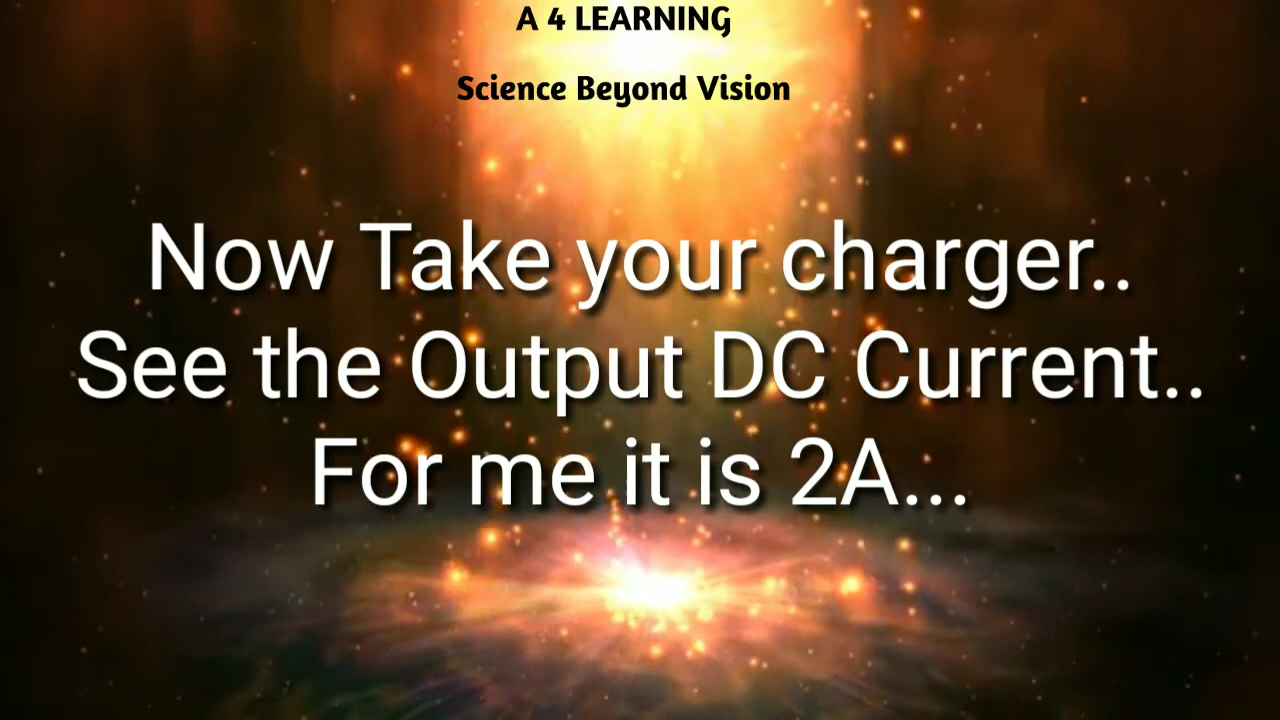 A 4 LEARNING
Science Beyond Vision
Now Take your charger..
See the Output DC Current..
For me it is 2A...